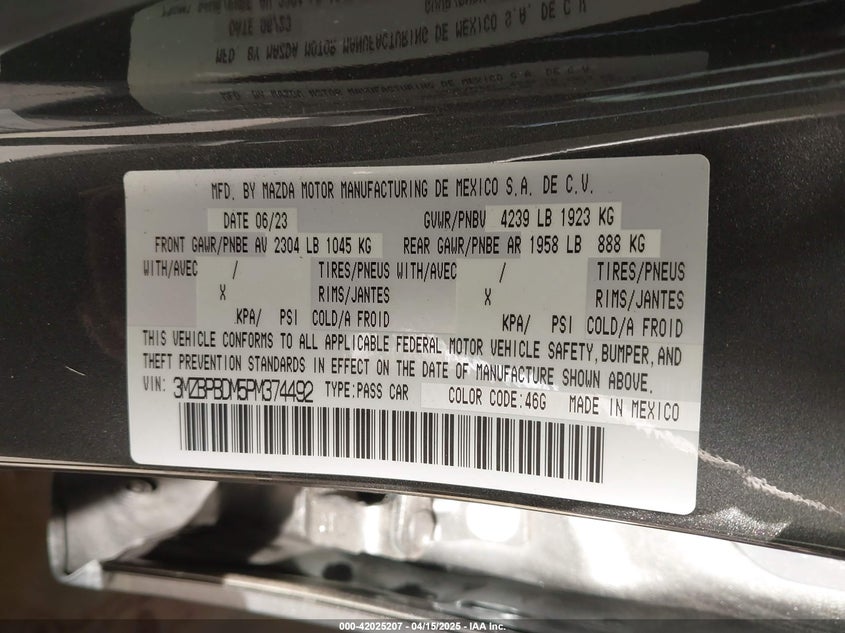 MFD. BY MAZDA MOTOR MANUFACTURING DE MEXICO S.A. DE C.V.
DATE 06/23 GVWR/PNBV 4239 LB 1923 KG
FRONT GAWR/PNBE AV 2304 LB 1045 KG REAR GAWR/PNBE AR 1958 LB 888 KG
WITH/AVEC / TIRES/PNEUS WITH/AVEC / TIRES/PNEUS
X RIMS/JANTES X RIMS/JANTES
KPA/ PSI COLD/A FROID KPA/ PSI COLD/A FROID
THIS VEHICLE CONFORMS TO ALL APPLICABLE FEDERAL MOTOR VEHICLE SAFETY, BUMPER, AND
THEFT PREVENTION STANDARDS IN EFFECT ON THE DATE OF MANUFACTURE SHOWN ABOVE.
VIN: 3MZBPBDM5PM374492 TYPE:PASS CAR COLOR CODE:46G MADE IN MEXICO
000-42025207 - 04/15/2025 - IAA Inc.